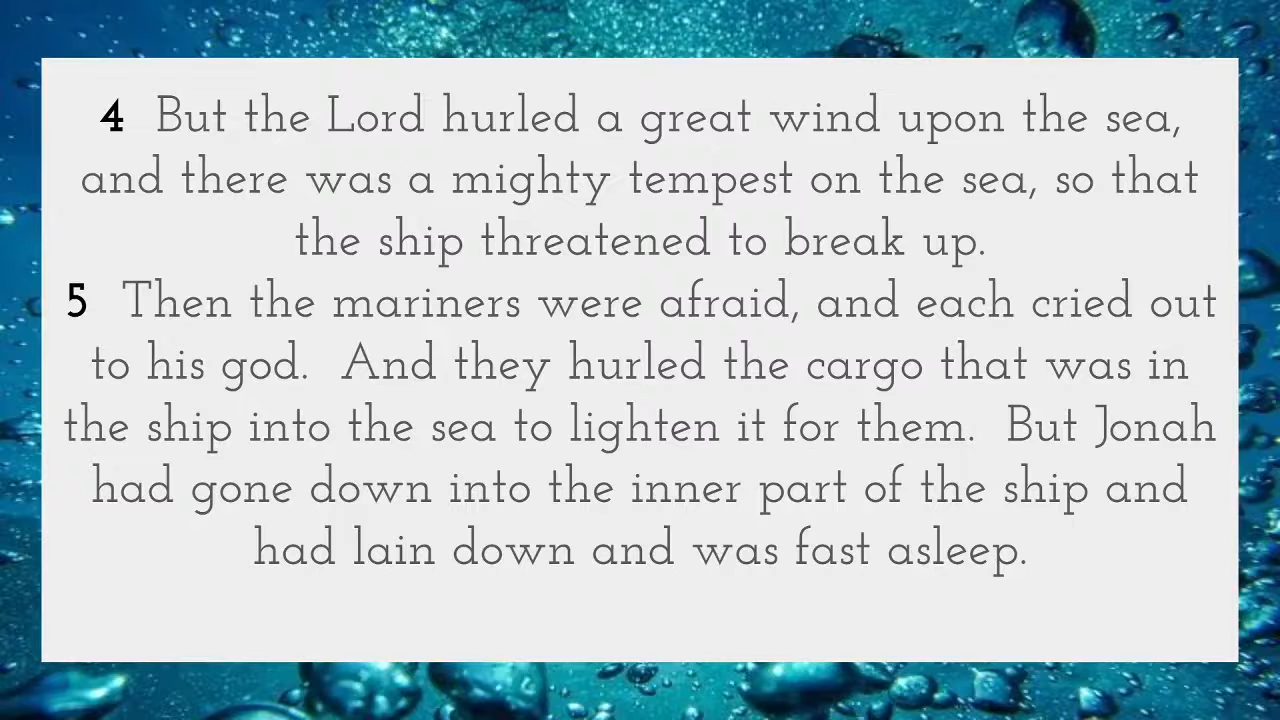 4 But the Lord hurled a great wind upon the sea,
and there was a mighty tempest on the sea, so that
the ship threatened to break up.
5 Then the mariners were afraid, and each cried out
to his god. And they hurled the cargo that was in
the ship into the sea to lighten it for them. But Jonah
had gone down into the inner part of the ship and
had lain down and was fast asleep.